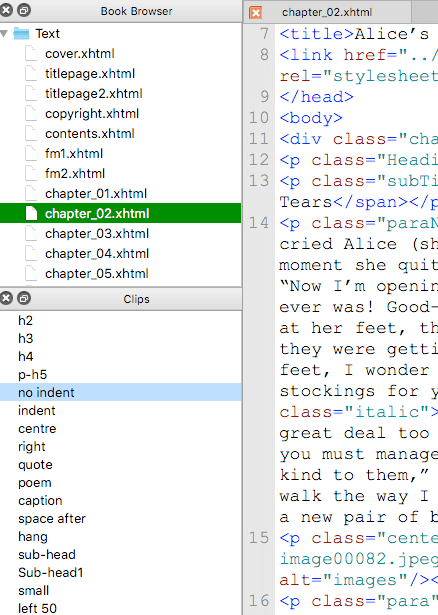 Book Browser
Text
cover.xhtml
titlepage.xhtml
titlepage2.xhtml
copyright.xhtml
contents.xhtml
fm1.xhtml
fm2.xhtml
chapter_01.xhtml
chapter_02.xhtml
chapter_03.xhtml
chapter_04.xhtml
chapter_05.xhtml
Clips
h2
h3
h4
p-h5
no indent
indent
centre
right
quote
poem
caption
space after
hang
sub-head
Sub-head1
small
left 50
chapter_02.xhtml
7 <title>Alice’s
8 <link href="../
rel="stylesheet
9 </head>
10 <body>
11 <div class="cha
12 <p class="Headi
13 <p class="subTi
Tears</span></p
14 <p class="paraN
cried Alice (sh
moment she quit
“Now I’m openin
ever was! Good-
at her feet, th
they were getti
feet, I wonder
stockings for y
class="italic">
great deal too
you must manage
kind to them,”
walk the way I
a new pair of b
15 <p class="cente
image00082.jpeg
alt="images"/><
16 <p class="para"